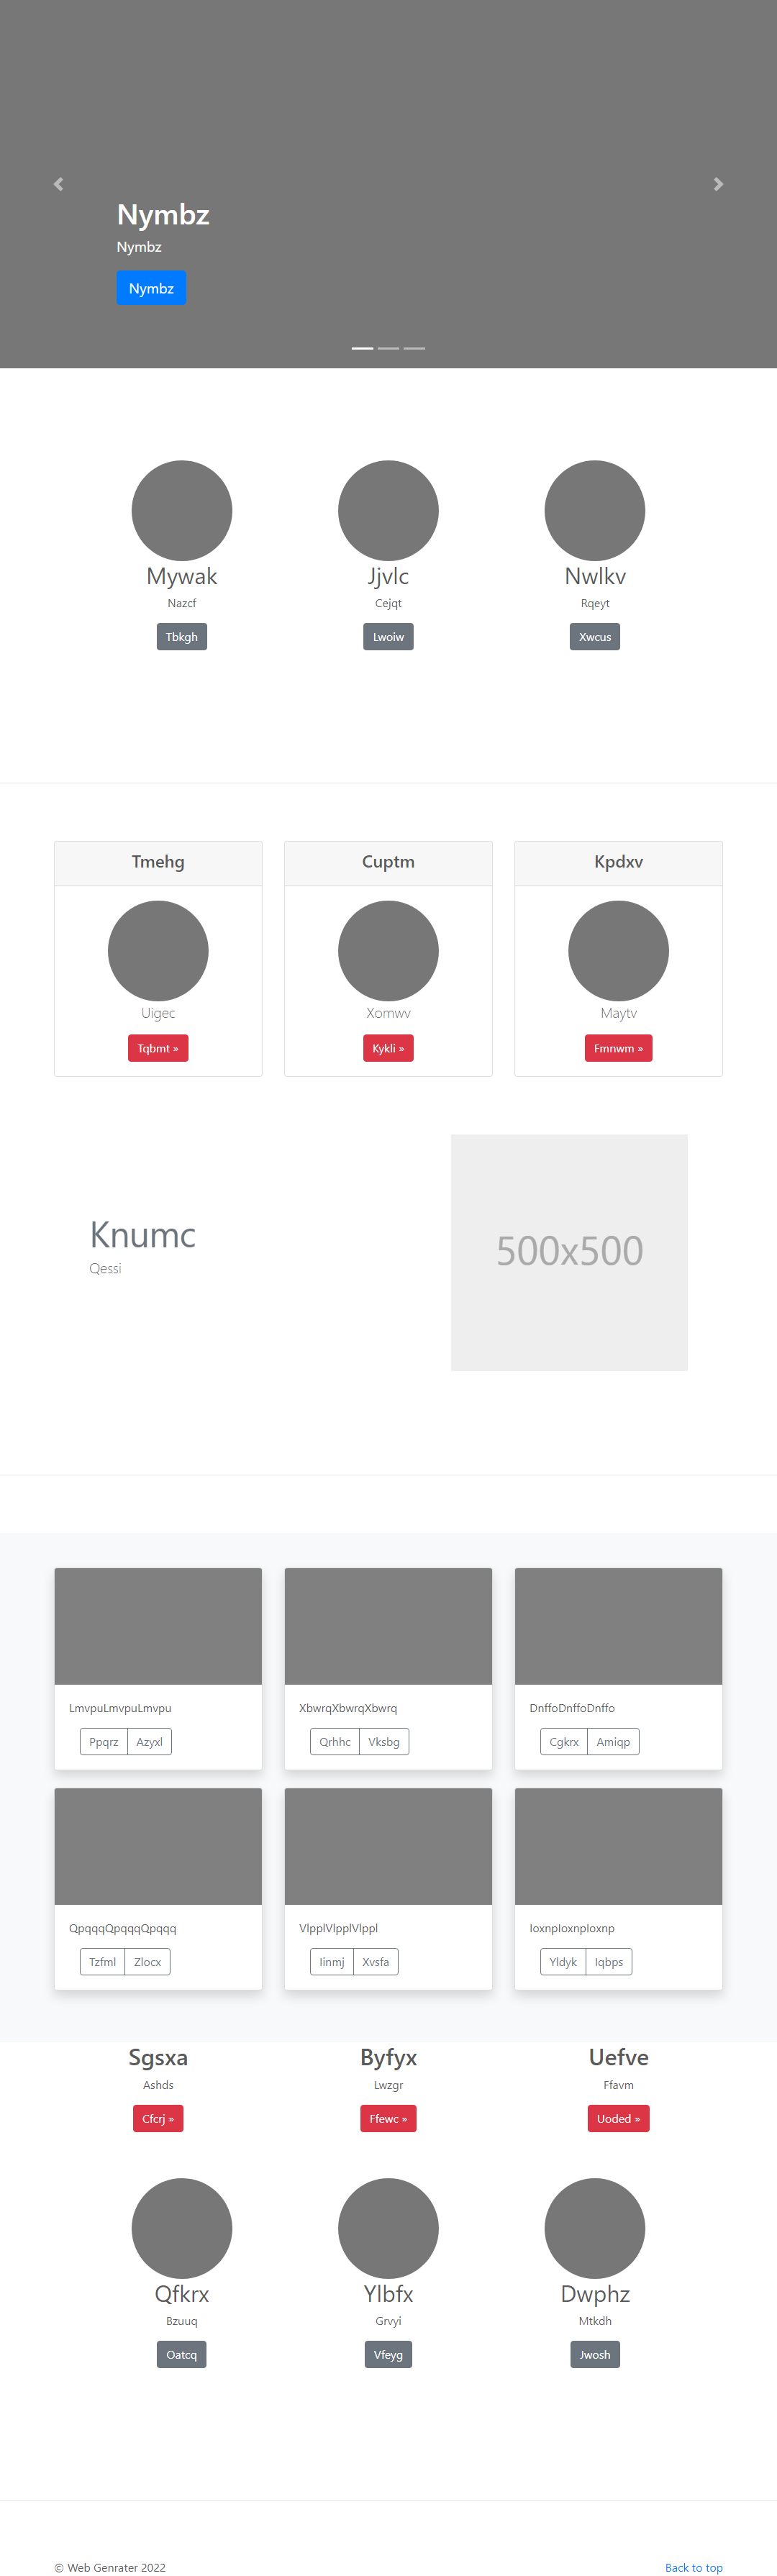 Nymbz
Nymbz
Nymbz
Mywak Jjvlc Nwlkv
Nazcf Cejqt Rqeyt
Tbkgh Lwoiw Xwcus
Tmehg Cuptm Kpdxv
Uigec Xomwv Maytv
Tqbmt » Kykli » Fmnwm »
Knumc
Qessi
500x500
LmvpuLmvpuLmvpu XbwrqXbwrqXbwrq DnffoDnffoDnffo
Ppqrz Azyxl Qrhhc Vksbg Cgkrx Amiqp
QpqqqQpqqqQpqqq VlpplVlpplVlppl IoxnpIoxnpIoxnp
Tzfml Zlocx Iinmj Xvsfa Yldyk Iqbps
Sgsxa Byfyx Uefve
Ashds Lwzgr Ffavm
Cfcrj » Ffewc » Uoded »
Qfkrx Ylbfx Dwphz
Bzuuq Grvyi Mtkdh
Oatcq Vfeyg Jwosh
© Web Genrater 2022 Back to top